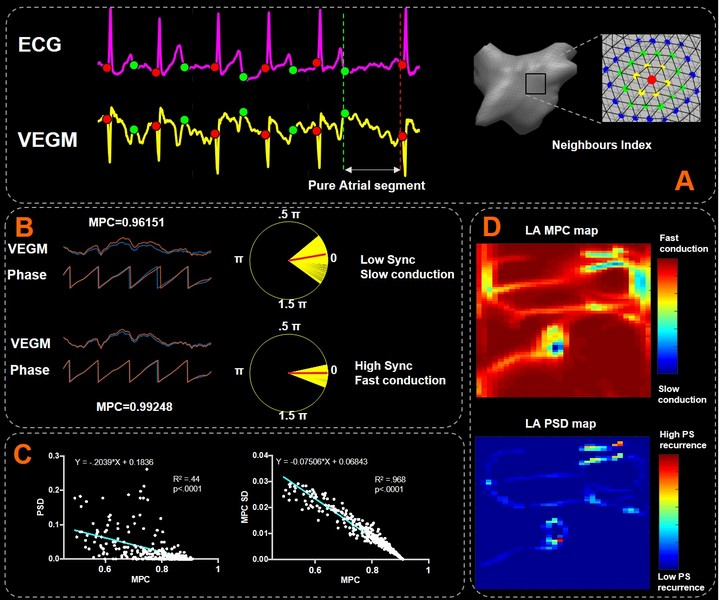 ECG
VEGM
Pure Atrial segment
Neighbours Index
A
B
MPC=0.96151
VEGM
Phase
.5 π
π
0
1.5 π
Low Sync
Slow conduction
VEGM
Phase
MPC=0.99248
.5 π
π
0
1.5 π
High Sync
Fast conduction
C
Y = -.2039*X + 0.1836
R² =.44
p<.0001
PSD
0.3
0.2
0.1
0
0.6
0.8
1
MPC
Y = -0.07506*X + 0.06843
R² =.968
p<.0001
MPC SD
0.04
0.03
0.02
0.01
0.00
0.6
0.8
1
MPC
D
LA MPC map
Fast
conduction
Slow
conduction
LA PSD map
High PS
recurrence
Low PS
recurrence